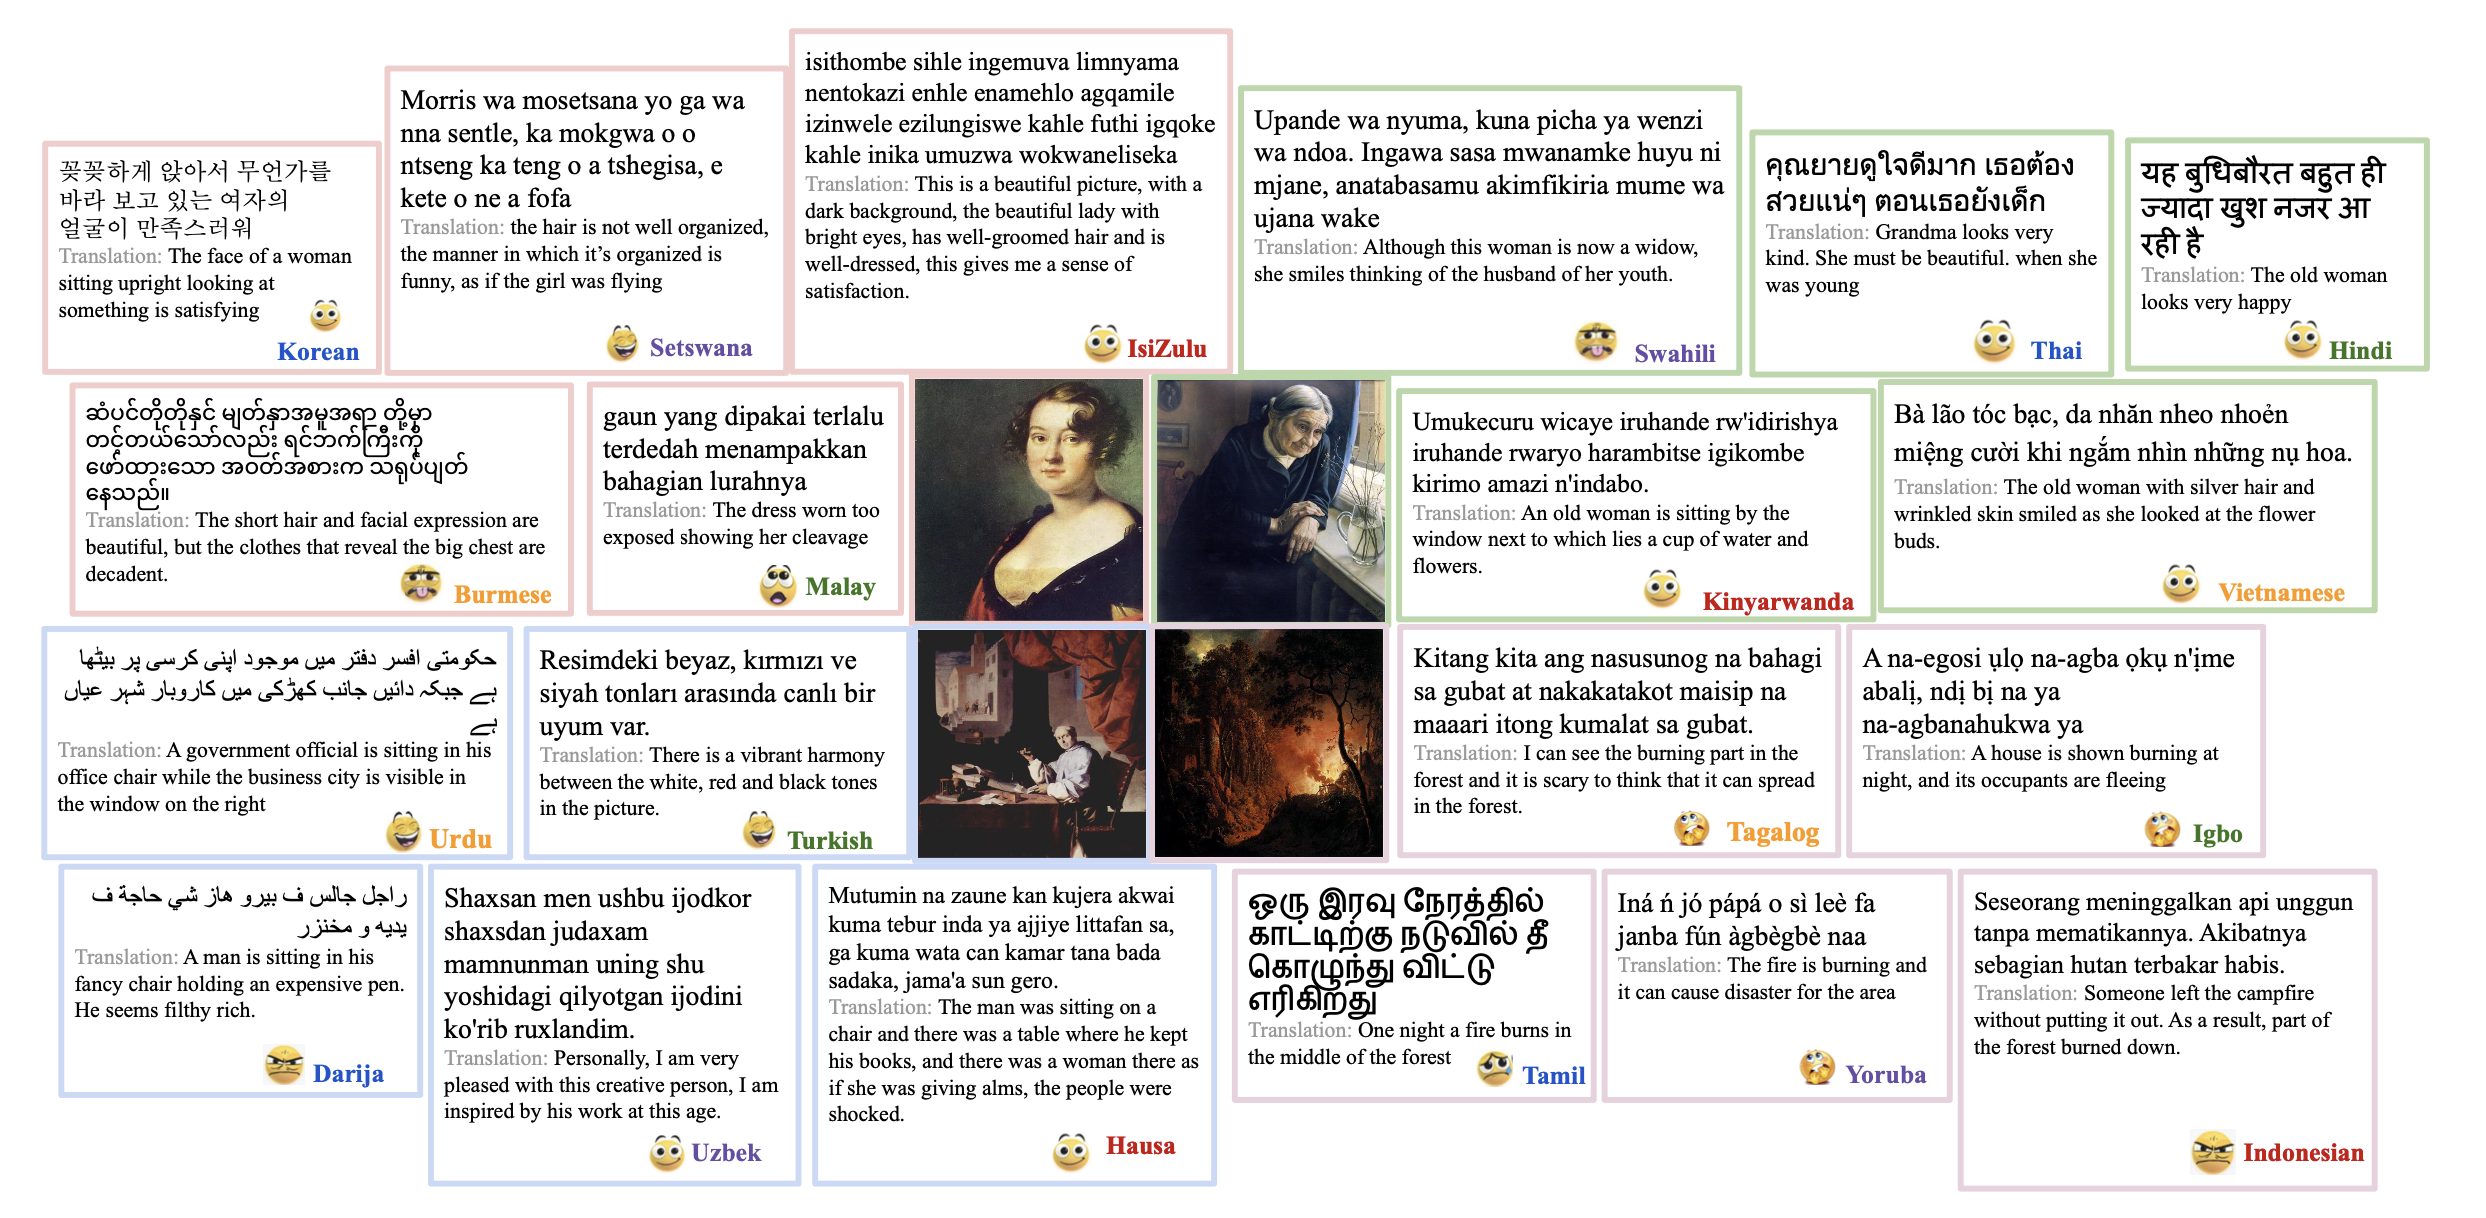 꽂꽂하게 앉아서 무언가를
바라 보고 있는 여자의
얼굴이 만족스러워
Translation: The face of a woman
sitting upright looking at
something is satisfying
Korean
Morris wa mosetsana yo ga wa
nna sentle, ka mokgwa o o
ntseng ka teng o a tshegisa, e
kete o ne a fofa
Translation: the hair is not well organized,
the manner in which it’s organized is
funny, as if the girl was flying
Setswana
isithombe sihle ingemuva limnyama
nentokazi enhle enamehlo agqamile
izinwele ezilungiswe kahle futhi igqoke
kahle inika umuzwa wokwaneliseka
Translation: This is a beautiful picture, with a
dark background, the beautiful lady with
bright eyes, has well-groomed hair and is
well-dressed, this gives me a sense of
satisfaction.
IsiZulu
Upande wa nyuma, kuna picha ya wenzi
wa ndoa. Ingawa sasa mwanamke huyu ni
mjane, anatabasamu akimfikiria mume wa
ujana wake
Translation: Although this woman is now a widow,
she smiles thinking of the husband of her youth.
Swahili
คุณยายดูใจดีมาก เธอต้อง
สวยแน่ๆ ตอนเธอยังเด็ก
Translation: Grandma looks very
kind. She must be beautiful. when she
was young
Thai
यह बुधिबौरत बहुत ही
ज्यादा खुश नजर आ
रही है
Translation: The old woman
looks very happy
Hindi
ဆံပင်တိုတိုနှင့် မျက်နှာအမူအရာ တို့မှာ
တင့်တယ်သော်လည်း ရင်ဘက်ကြီးကို
ဖော်ထားသော အဝတ်အစားက သရုပ်ပျက်
နေသည်။
Translation: The short hair and facial expression are
beautiful, but the clothes that reveal the big chest are
decadent.
Burmese
gaun yang dipakai terlalu
terdedah menampakkan
bahagian lurahnya
Translation: The dress worn too
exposed showing her cleavage
Malay
Umukecuru wicaye iruhande rw'idirishya
iruhande rwaryo harambitse igikombe
kirimo amazi n'indabo.
Translation: An old woman is sitting by the
window next to which lies a cup of water and
flowers.
Kinyarwanda
Bà lão tóc bạc, da nhăn nheo nhoẻn
miệng cười khi ngắm nhìn những nụ hoa.
Translation: The old woman with silver hair and
wrinkled skin smiled as she looked at the flower
buds.
Vietnamese
حکومتی افسر دفتر میں موجود اپنی کرسی پر بیٹھا
ہے جبکہ دائیں جانب کھڑکی میں کاروبار شہر عیاں
ہے
Translation: A government official is sitting in his
office chair while the business city is visible in
the window on the right
Urdu
Resimdeki beyaz, kırmızı ve
siyah tonları arasında canlı bir
uyum var.
Translation: There is a vibrant harmony
between the white, red and black tones
in the picture.
Turkish
Kitang kita ang nasusunog na bahagi
sa gubat at nakakatakot maisip na
maaari itong kumalat sa gubat.
Translation: I can see the burning part in the
forest and it is scary to think that it can spread
in the forest.
Tagalog
A na-egosi ụlọ na-agba ọkụ n'ịme
abalị, ndị bị na ya
na-agbanahukwa ya
Translation: A house is shown burning at
night, and its occupants are fleeing
Igbo
راجل جالس ف بيرو هاز شي حاجة ف
يديه و مخنزر
Translation: A man is sitting in his
fancy chair holding an expensive pen.
He seems filthy rich.
Darija
Shaxsan men ushbu ijodkor
shaxsdan judaxam
mamnunman uning shu
yoshidagi qilyotgan ijodini
ko'rib ruxlandim.
Translation: Personally, I am very
pleased with this creative person, I am
inspired by his work at this age.
Uzbek
Mutumin na zaune kan kujera akwai
kuma tebur inda ya ajjiye littafan sa,
ga kuma wata can kamar tana bada
sadaka, jama'a sun gero.
Translation: The man was sitting on a
chair and there was a table where he kept
his books, and there was a woman there as
if she was giving alms, the people were
shocked.
Hausa
ஒரு இரவு நேரத்தில்
காட்டிற்கு நடுவில் தீ
கொழுந்து விட்டு
எரிகிறது
Translation: One night a fire burns in
the middle of the forest
Tamil
Iná ń jó pápá o sì leè fa
janba fún àgbègbè naa
Translation: The fire is burning and
it can cause disaster for the area
Yoruba
Seseorang meninggalkan api unggun
tanpa mematikannya. Akibatnya
sebagian hutan terbakar habis.
Translation: Someone left the campfire
without putting it out. As a result, part of
the forest burned down.
Indonesian